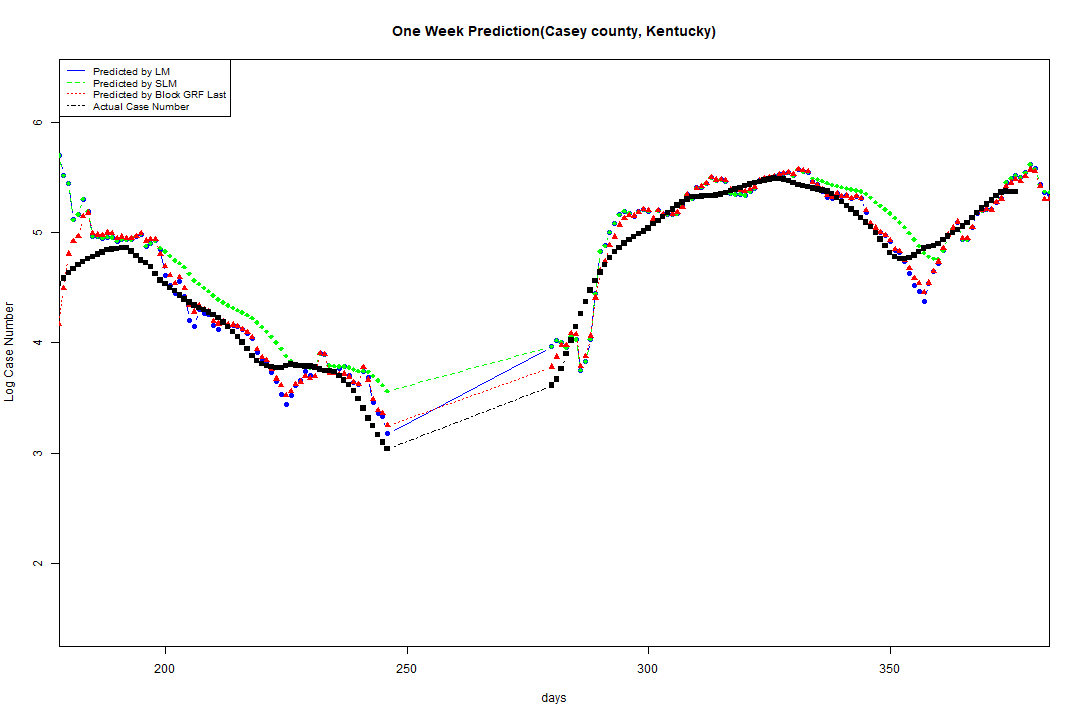 One Week Prediction(Casey county, Kentucky)
Predicted by LM
Predicted by SLM
Predicted by Block GRF Last
Actual Case Number
Log Case Number
6
5
4
3
2
200 250 300 350
days